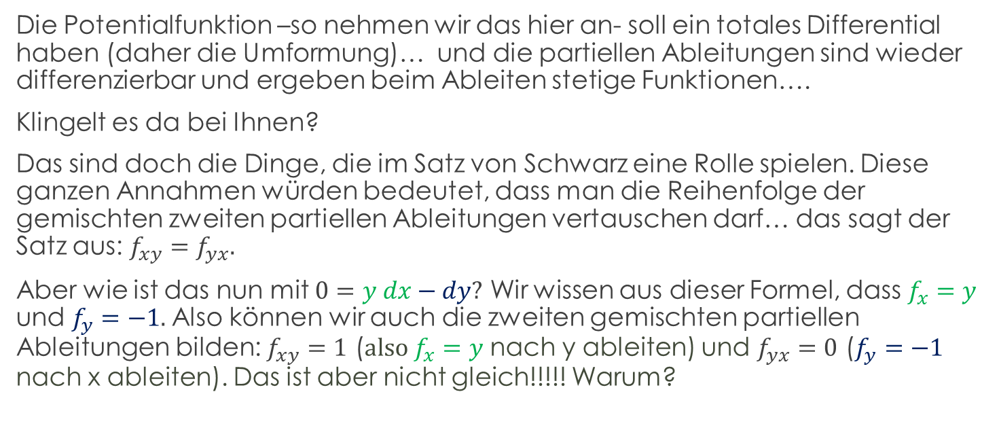 Die Potentialfunktion –so nehmen wir das hier an- soll ein totales Differential
haben (daher die Umformung)… und die partiellen Ableitungen sind wieder
differenzierbar und ergeben beim Ableiten stetige Funktionen….
Klingelt es da bei Ihnen?
Das sind doch die Dinge, die im Satz von Schwarz eine Rolle spielen. Diese
ganzen Annahmen würden bedeutet, dass man die Reihenfolge der
gemischten zweiten partiellen Ableitungen vertauschen darf… das sagt der
Satz aus: $f_{xy} = f_{yx}$.
Aber wie ist das nun mit $0 = y\,dx - dy$? Wir wissen aus dieser Formel, dass $f_x = y$
und $f_y = -1$. Also können wir auch die zweiten gemischten partiellen
Ableitungen bilden: $f_{xy} = 1$ (also $f_x = y$ nach y ableiten) und $f_{yx} = 0$ ($f_y = -1$
nach x ableiten). Das ist aber nicht gleich!!!!! Warum?